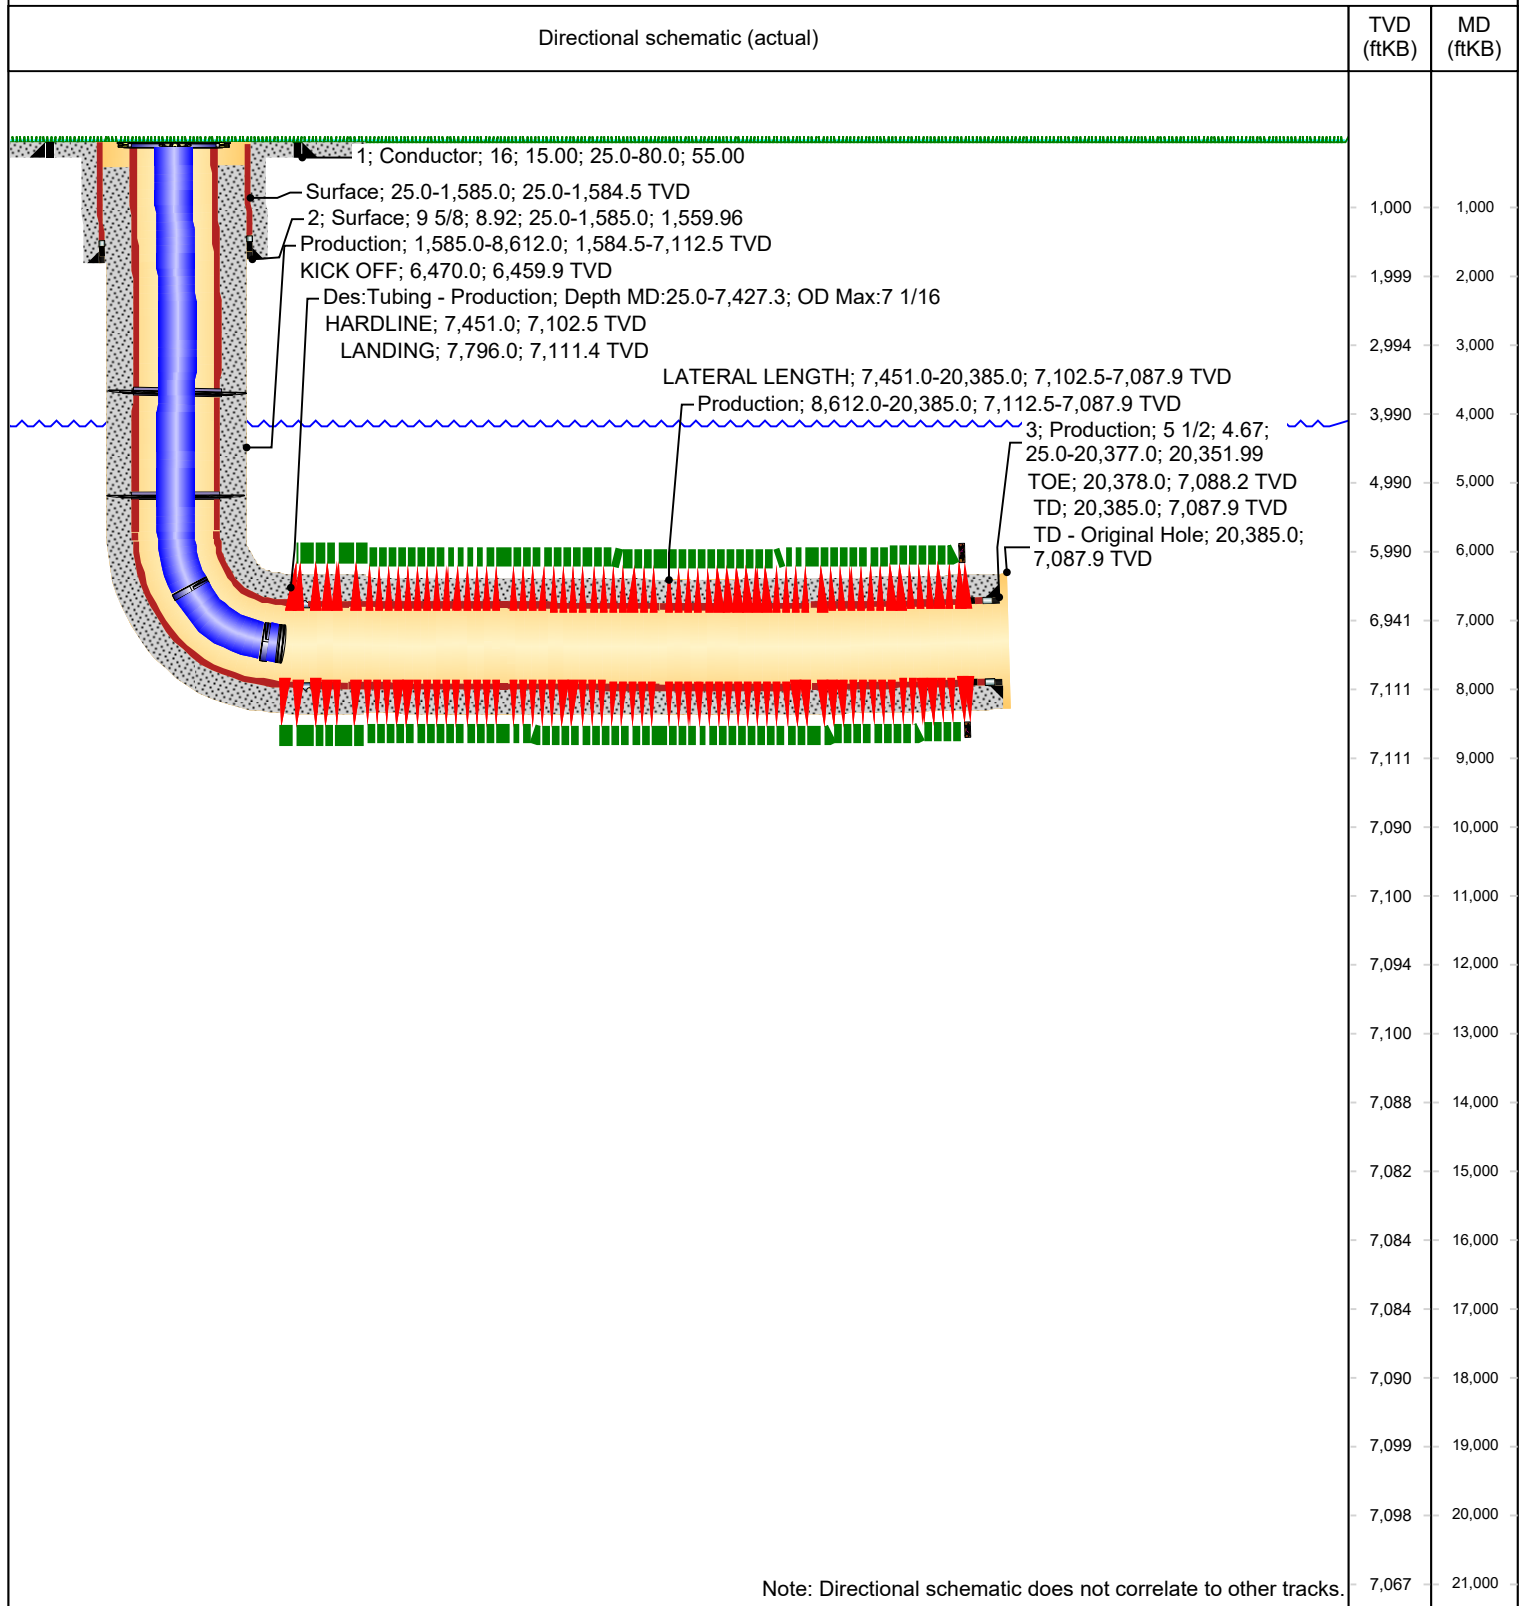 Directional schematic (actual)
TVD
(ftKB)
MD
(ftKB)
1; Conductor; 16; 15.00; 25.0-80.0; 55.00
Surface; 25.0-1,585.0; 25.0-1,584.5 TVD
2; Surface; 9 5/8; 8.92; 25.0-1,585.0; 1,559.96
Production; 1,585.0-8,612.0; 1,584.5-7,112.5 TVD
KICK OFF; 6,470.0; 6,459.9 TVD
Des:Tubing - Production; Depth MD:25.0-7,427.3; OD Max:7 1/16
HARDLINE; 7,451.0; 7,102.5 TVD
LANDING; 7,796.0; 7,111.4 TVD
LATERAL LENGTH; 7,451.0-20,385.0; 7,102.5-7,087.9 TVD
Production; 8,612.0-20,385.0; 7,112.5-7,087.9 TVD
3; Production; 5 1/2; 4.67;
25.0-20,377.0; 20,351.99
TOE; 20,378.0; 7,088.2 TVD
TD; 20,385.0; 7,087.9 TVD
TD - Original Hole; 20,385.0;
7,087.9 TVD
1,000 1,000
1,999 2,000
2,994 3,000
3,990 4,000
4,990 5,000
5,990 6,000
6,941 7,000
7,111 8,000
7,111 9,000
7,090 10,000
7,100 11,000
7,094 12,000
7,100 13,000
7,088 14,000
7,082 15,000
7,084 16,000
7,084 17,000
7,090 18,000
7,099 19,000
7,098 20,000
7,067 21,000
Note: Directional schematic does not correlate to other tracks.